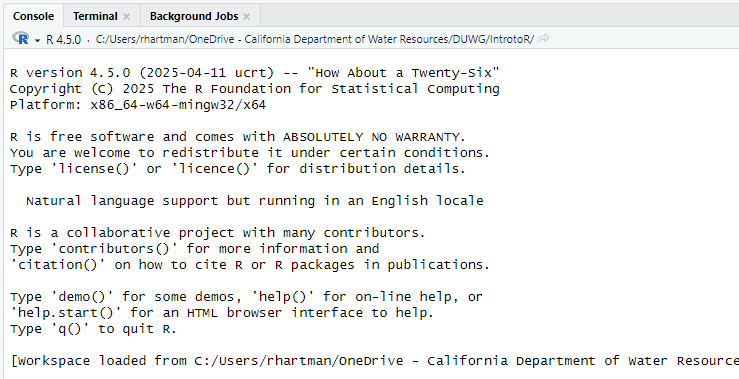 Console Terminal × Background Jobs ×
R 4.5.0 · C:/Users/rhartman/OneDrive - California Department of Water Resources/DUWG/IntrotoR/
R version 4.5.0 (2025-04-11 ucrt) -- "How About a Twenty-Six"
Copyright (C) 2025 The R Foundation for Statistical Computing
Platform: x86_64-w64-mingw32/x64
R is free software and comes with ABSOLUTELY NO WARRANTY.
You are welcome to redistribute it under certain conditions.
Type 'license()' or 'licence()' for distribution details.
Natural language support but running in an English locale
R is a collaborative project with many contributors.
Type 'contributors()' for more information and
'citation()' on how to cite R or R packages in publications.
Type 'demo()' for some demos, 'help()' for on-line help, or
'help.start()' for an HTML browser interface to help.
Type 'q()' to quit R.
[Workspace loaded from C:/Users/rhartman/OneDrive - California Department of Water Resource